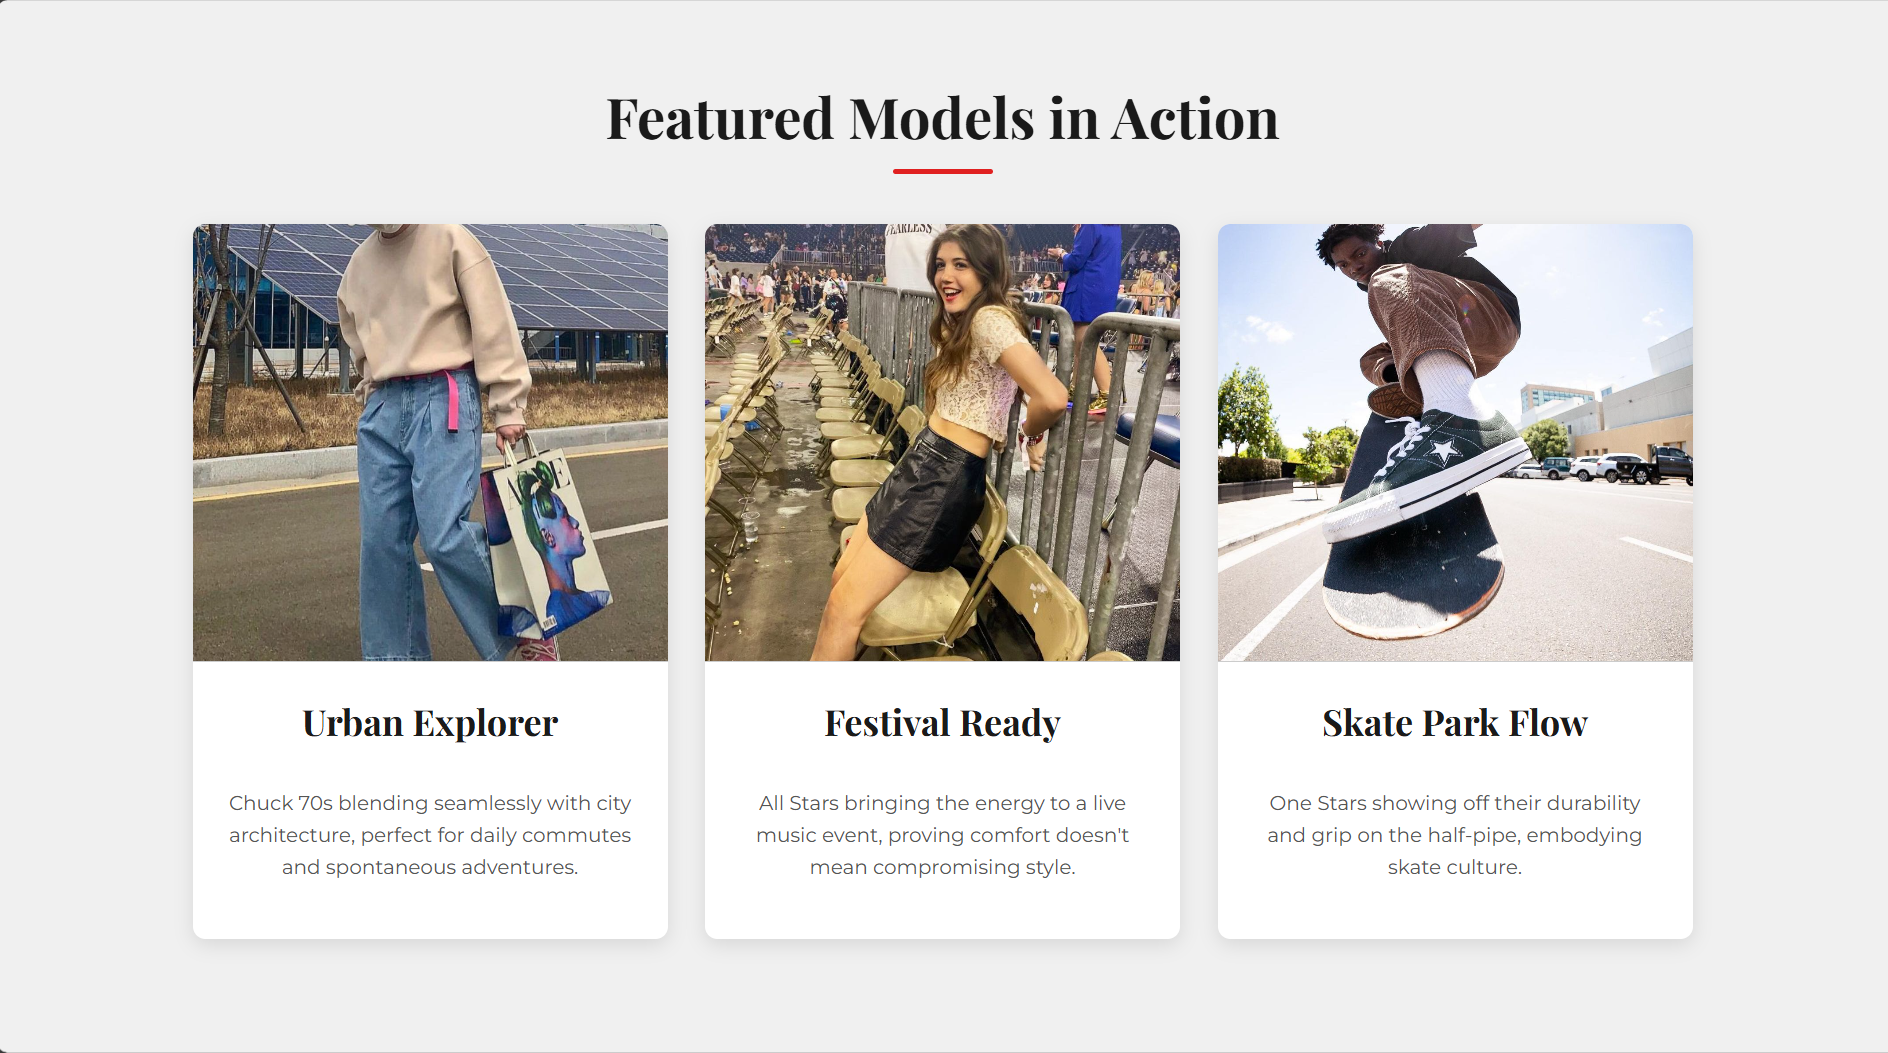 Featured Models in Action
FEARLESS
Urban Explorer
Festival Ready
Skate Park Flow
Chuck 70s blending seamlessly with city
architecture, perfect for daily commutes
and spontaneous adventures.
All Stars bringing the energy to a live
music event, proving comfort doesn't
mean compromising style.
One Stars showing off their durability
and grip on the half-pipe, embodying
skate culture.